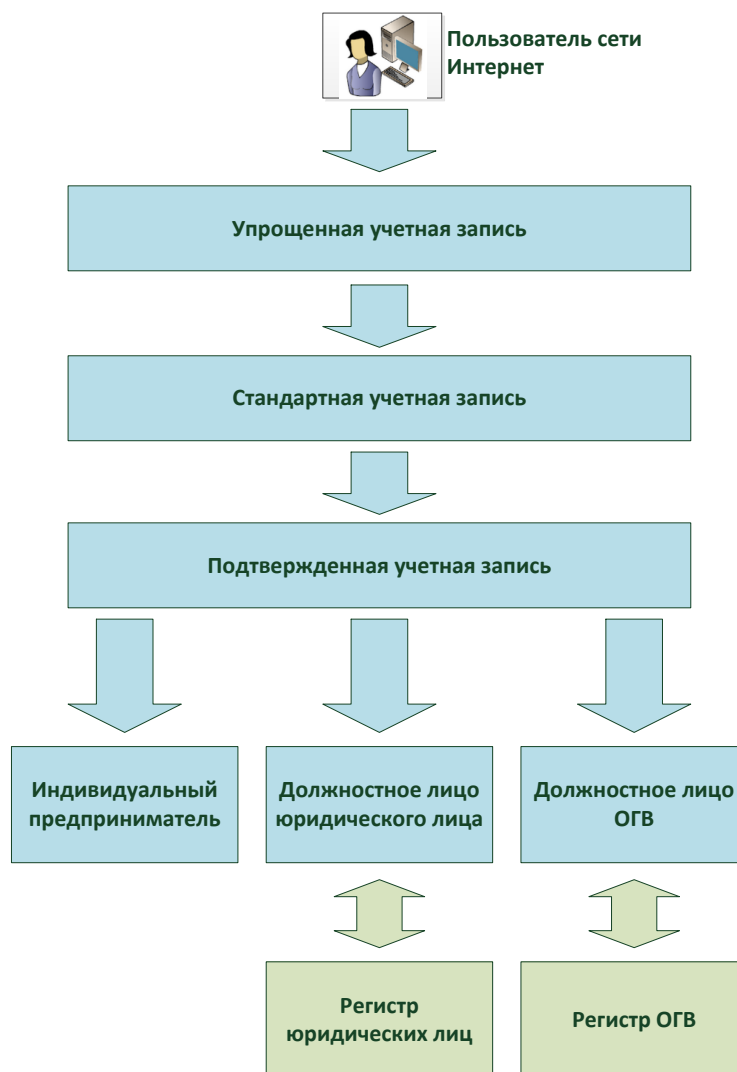 Пользователь сети
Интернет
Упрощенная учетная запись
Стандартная учетная запись
Подтвержденная учетная запись
Индивидуальный
предприниматель
Должностное лицо
юридического лица
Должностное лицо
ОГВ
Регистр
юридических лиц
Регистр ОГВ